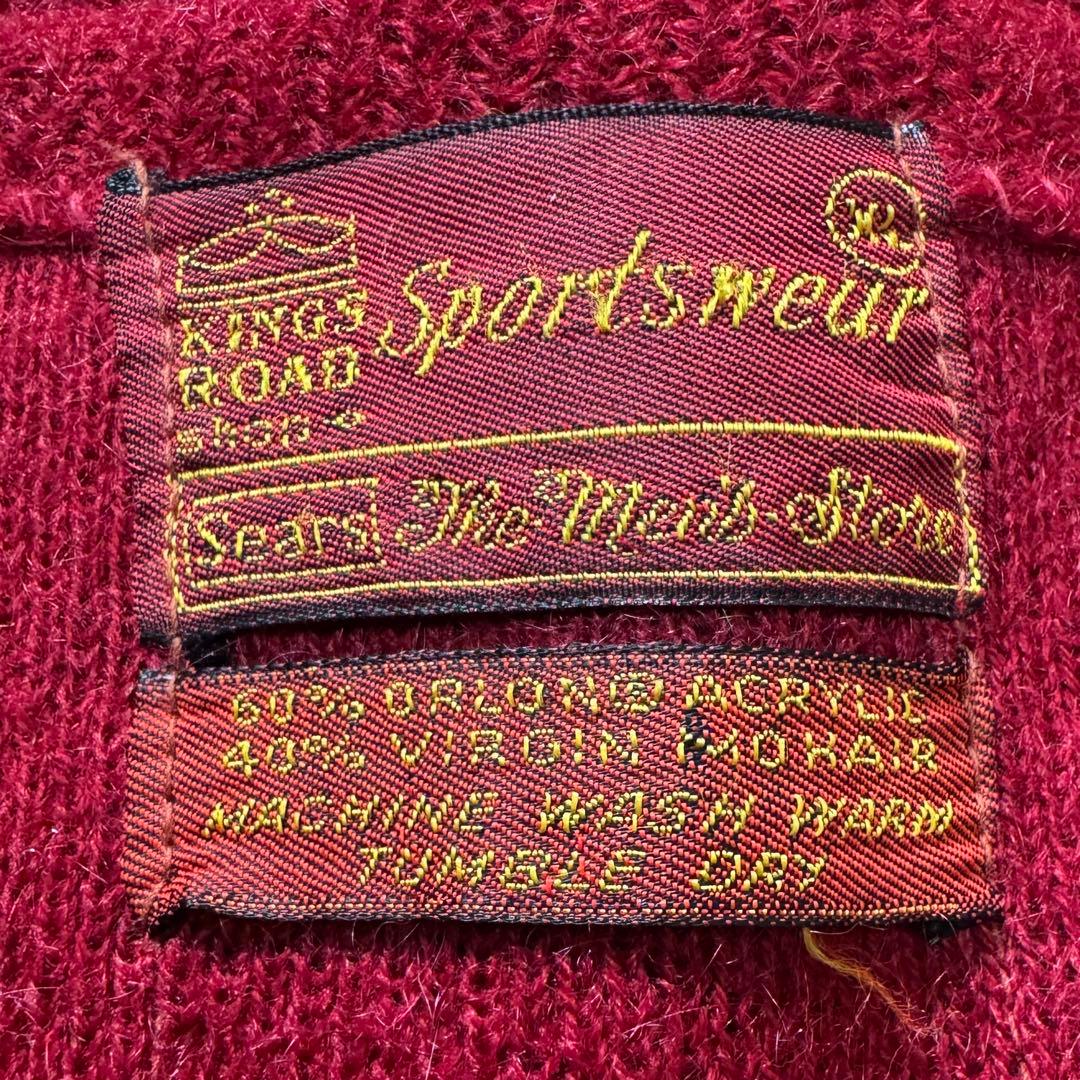 KINGS
ROAD
shop
Sportswear
Sears The Men's Store
60% ORLON® ACRYLIC
40% VIRGIN MOHAIR
MACHINE WASH WARM
TUMBLE DRY